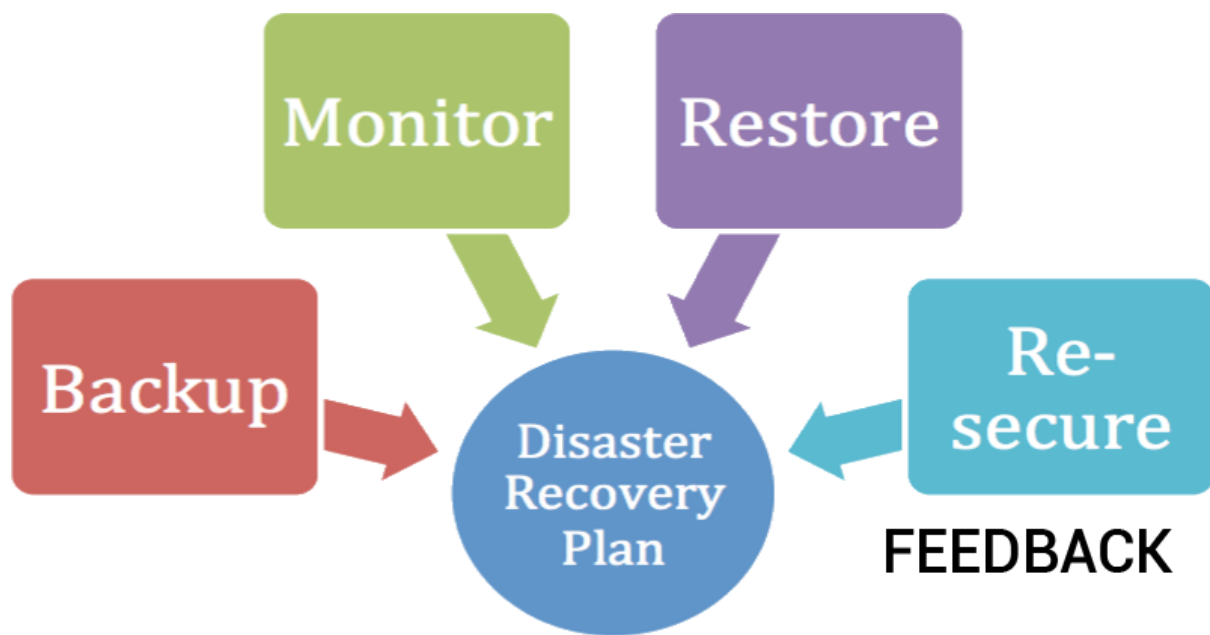 Monitor
Restore
Backup
Re-
secure
Disaster
Recovery
Plan
FEEDBACK